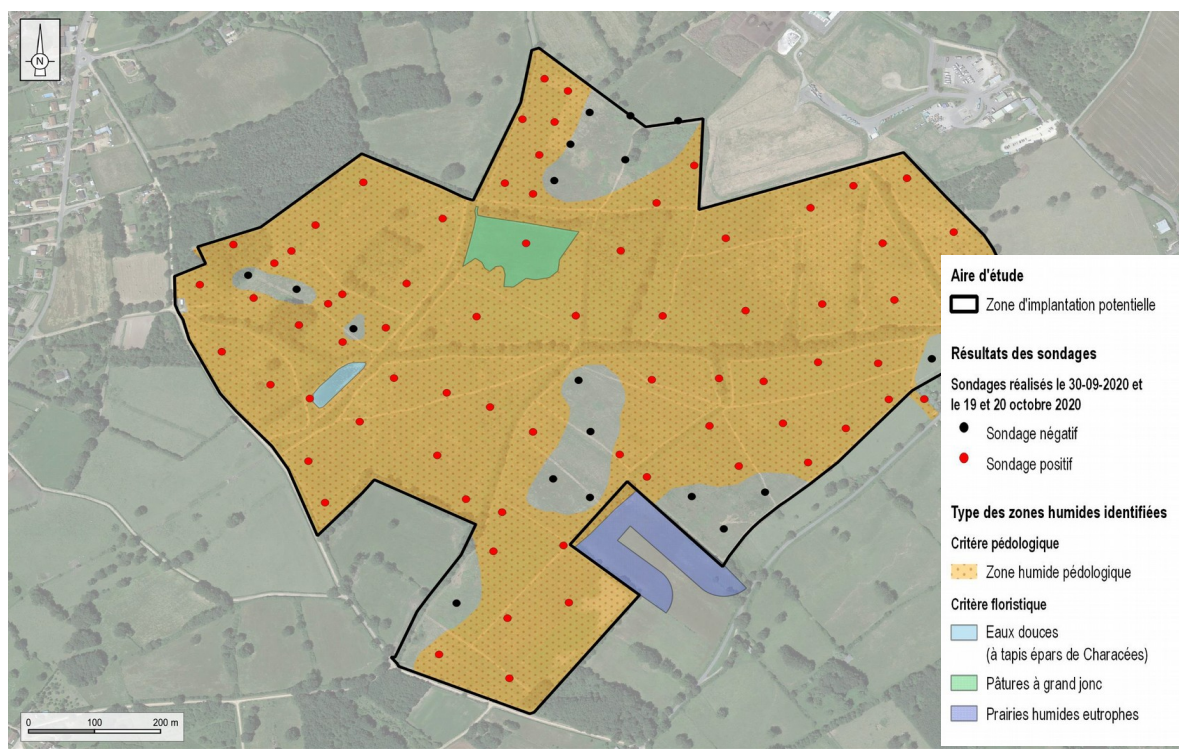 N
Aire d'étude
Zone d'implantation potentielle
Résultats des sondages
Sondages réalisés le 30-09-2020 et
le 19 et 20 octobre 2020
Sondage négatif
Sondage positif
Type des zones humides identifiées
Critère pédologique
Zone humide pédologique
Critère floristique
Eaux douces
(à tapis épars de Characées)
Pâtures à grand jonc
Prairies humides eutrophes
0 100 200 m